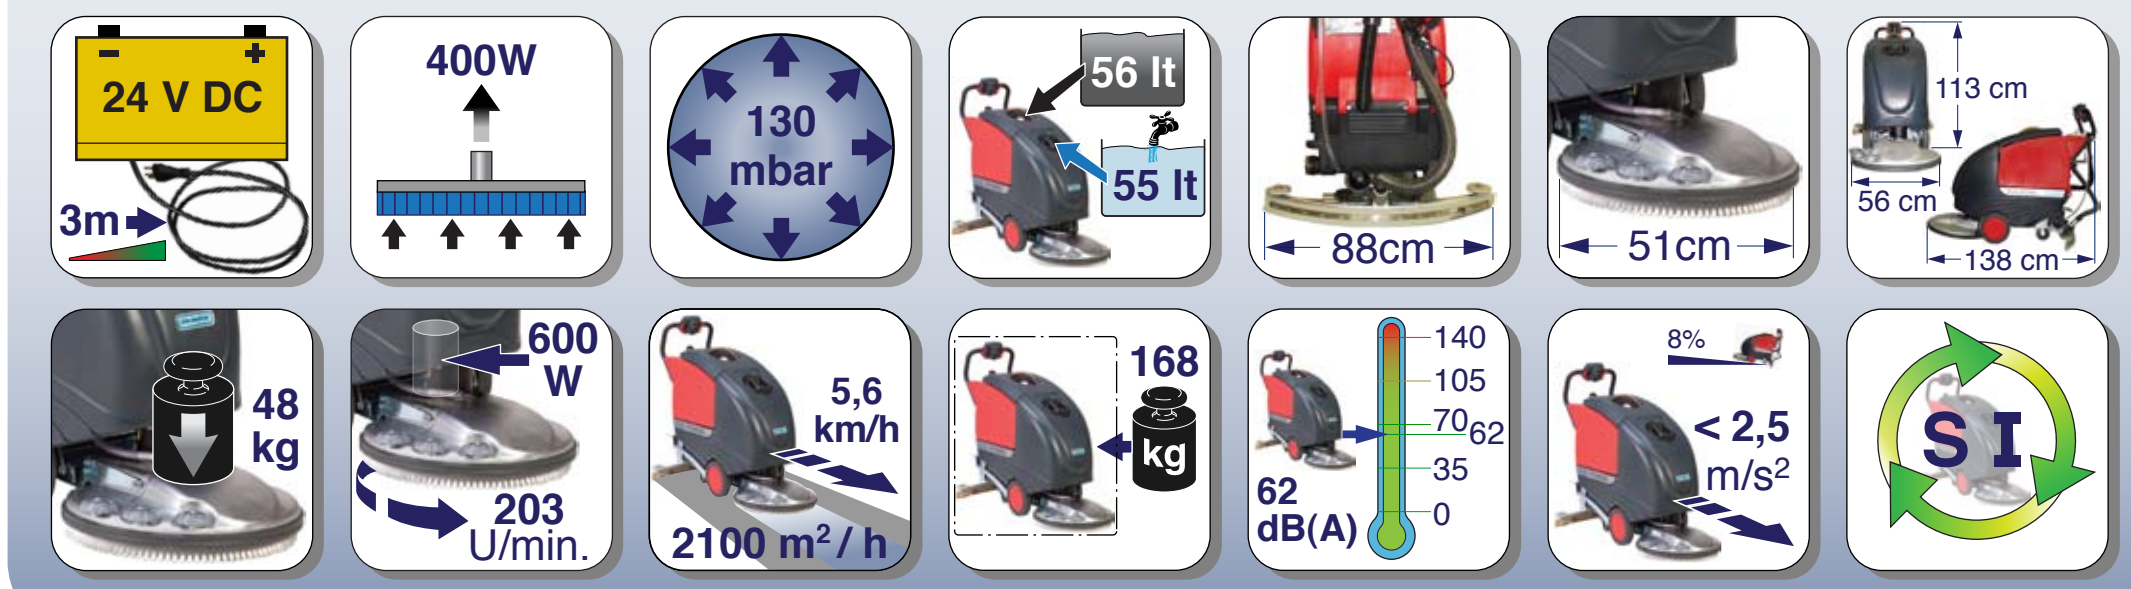 24 V DC
3m
400W
130
mbar
56 lt
55 lt
88cm
51cm
113 cm
56 cm
138 cm
48
kg
600
W
203
U/min.
5,6
km/h
2100 m² / h
168
kg
140
105
70
62
35
0
62
dB(A)
8%
< 2,5
m/s²
S I